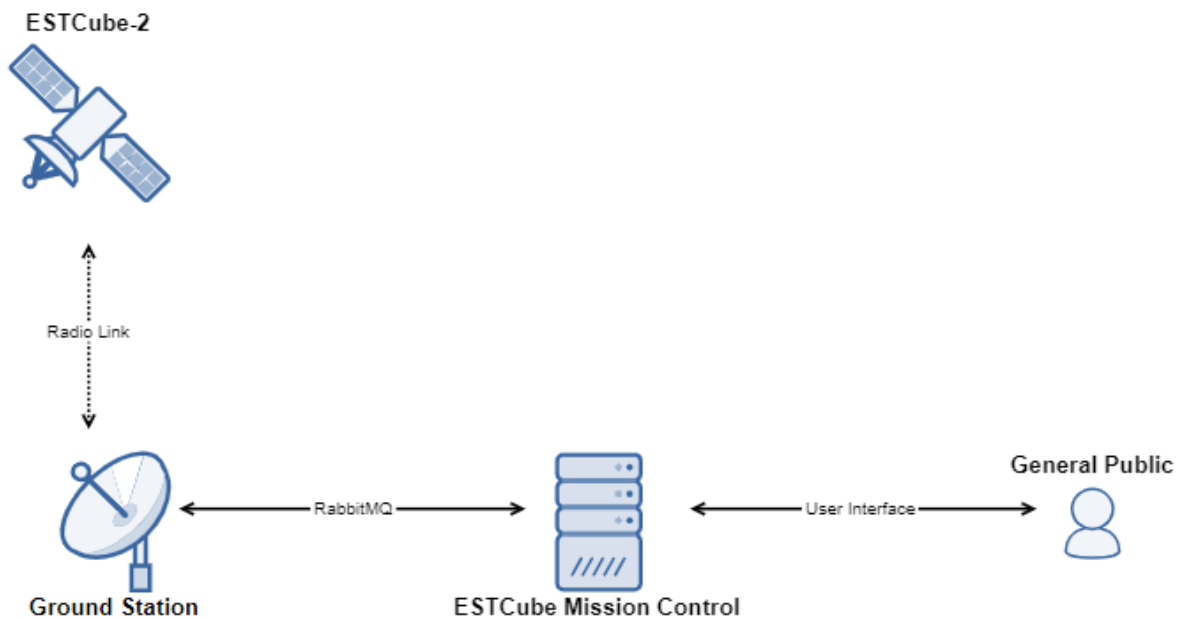 ESTCube-2
Radio Link
General Public
RabbitMQ
User Interface
Ground Station
ESTCube Mission Control